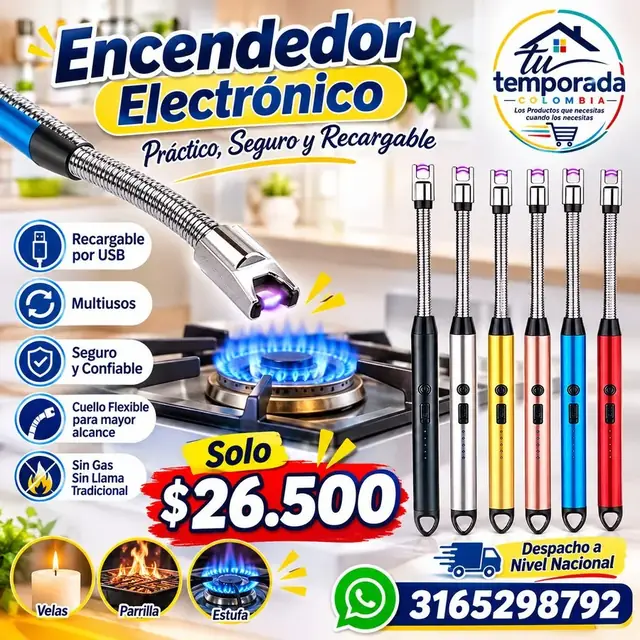 Encendedor
Electrónico
Práctico, Seguro y Recargable
tu
temporada
COLOMBIA
Los Productos que necesitas
cuando los necesitas
Recargable
por USB
Multiusos
Seguro
y Confiable
Cuello Flexible
para mayor
alcance
Sin Gas
Sin Llama
Tradicional
Solo
$26.500
Velas
Parrilla
Estufa
Despacho a
Nivel Nacional
3165298792